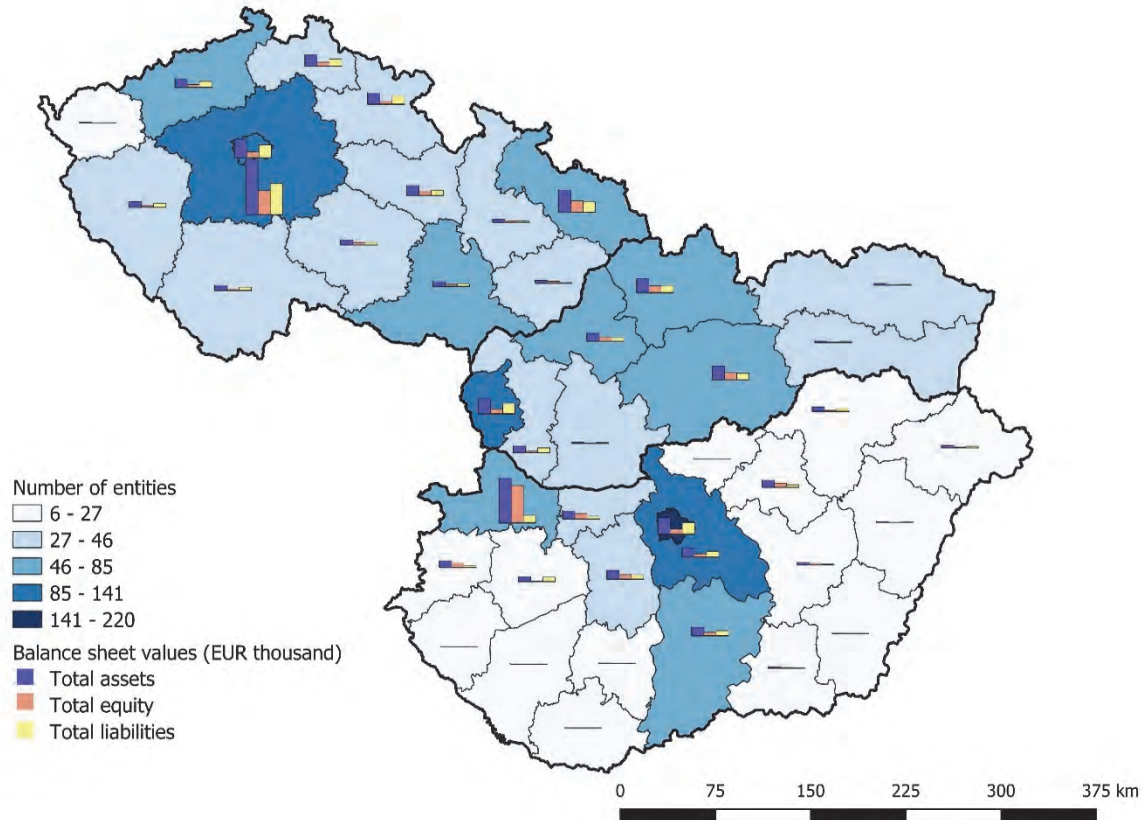 Number of entities
6 - 27
27 - 46
46 - 85
85 - 141
141 - 220
Balance sheet values (EUR thousand)
Total assets
Total equity
Total liabilities
0 75 150 225 300 375 km